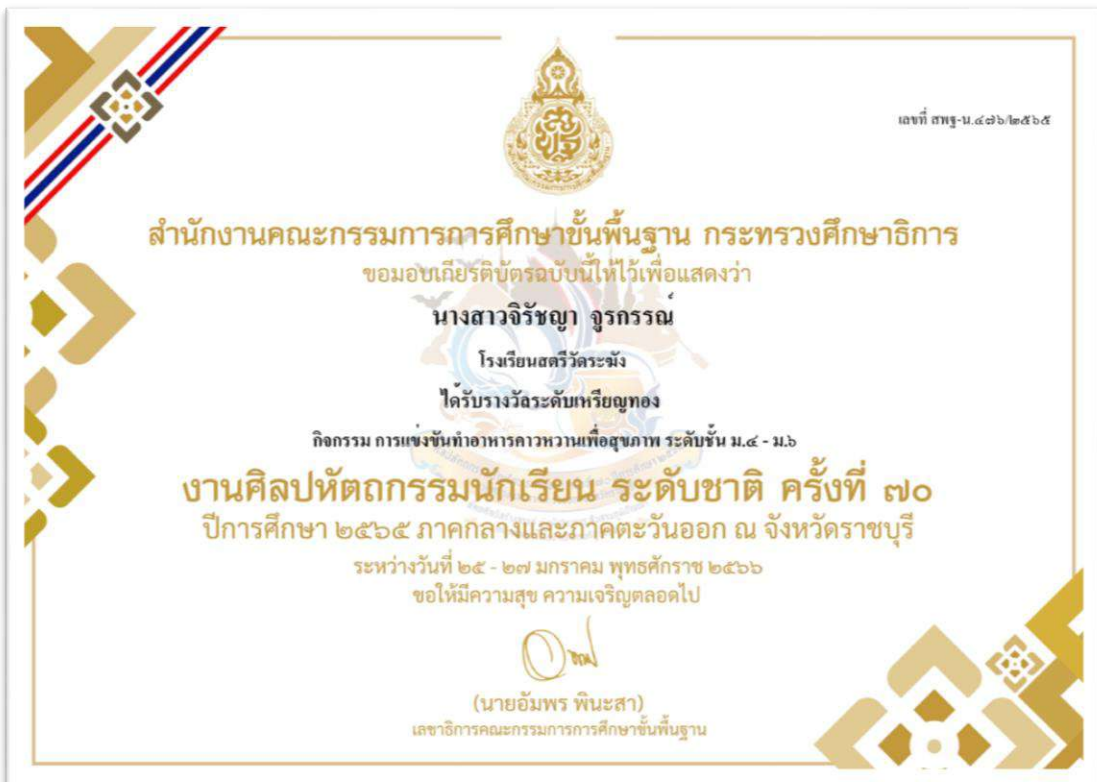 เลขที่ สพฐ-น.๔๗๖/๒๕๖๕
สำนักงานคณะกรรมการการศึกษาขั้นพื้นฐาน กระทรวงศึกษาธิการ
ขอมอบเกียรติบัตรฉบับนี้ให้ไว้เพื่อแสดงว่า
นางสาวจิรัชญา จูรกรรณ์
โรงเรียนสตรีวัดระฆัง
ได้รับรางวัลระดับเหรียญทอง
กิจกรรม การแข่งขันทำอาหารคาวหวานเพื่อสุขภาพ ระดับชั้น ม.๔ - ม.๖
งานศิลปหัตถกรรมนักเรียน ระดับชาติ ครั้งที่ ๗๐
ปีการศึกษา ๒๕๖๕ ภาคกลางและภาคตะวันออก ณ จังหวัดราชบุรี
ระหว่างวันที่ ๒๕ - ๒๗ มกราคม พุทธศักราช ๒๕๖๖
ขอให้มีความสุข ความเจริญตลอดไป
(นายอัมพร พินะสา)
เลขาธิการคณะกรรมการการศึกษาขั้นพื้นฐาน